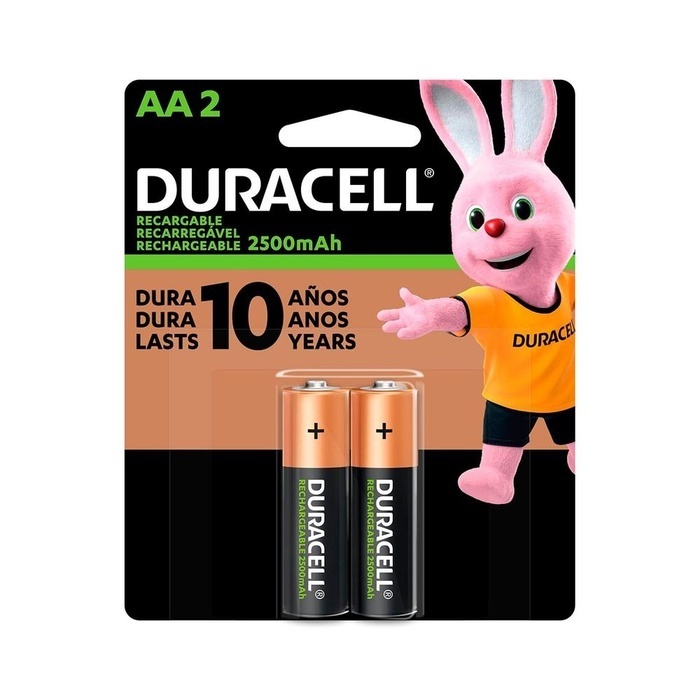 AA 2
DURACELL®
RECARGABLE
RECARREGÁVEL
RECHARGEABLE 2500mAh
DURA 10 AÑOS
DURA ANOS
LASTS YEARS
DURACELL
+
+
DURACELL®
RECHARGEABLE 2500mAh
DURACELL®
RECHARGEABLE 2500mAh